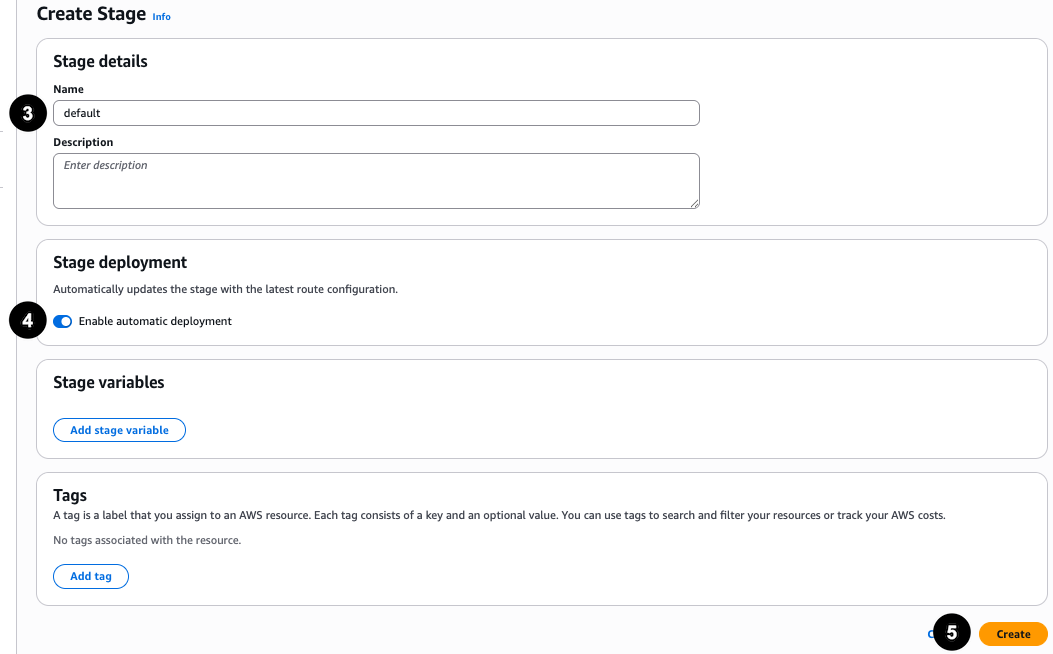 Create Stage Info
Stage details
Name
3
default
Description
Enter description
Stage deployment
Automatically updates the stage with the latest route configuration.
4
Enable automatic deployment
Stage variables
Add stage variable
Tags
A tag is a label that you assign to an AWS resource. Each tag consists of a key and an optional value. You can use tags to search and filter your resources or track your AWS costs.
No tags associated with the resource.
Add tag
5
Create